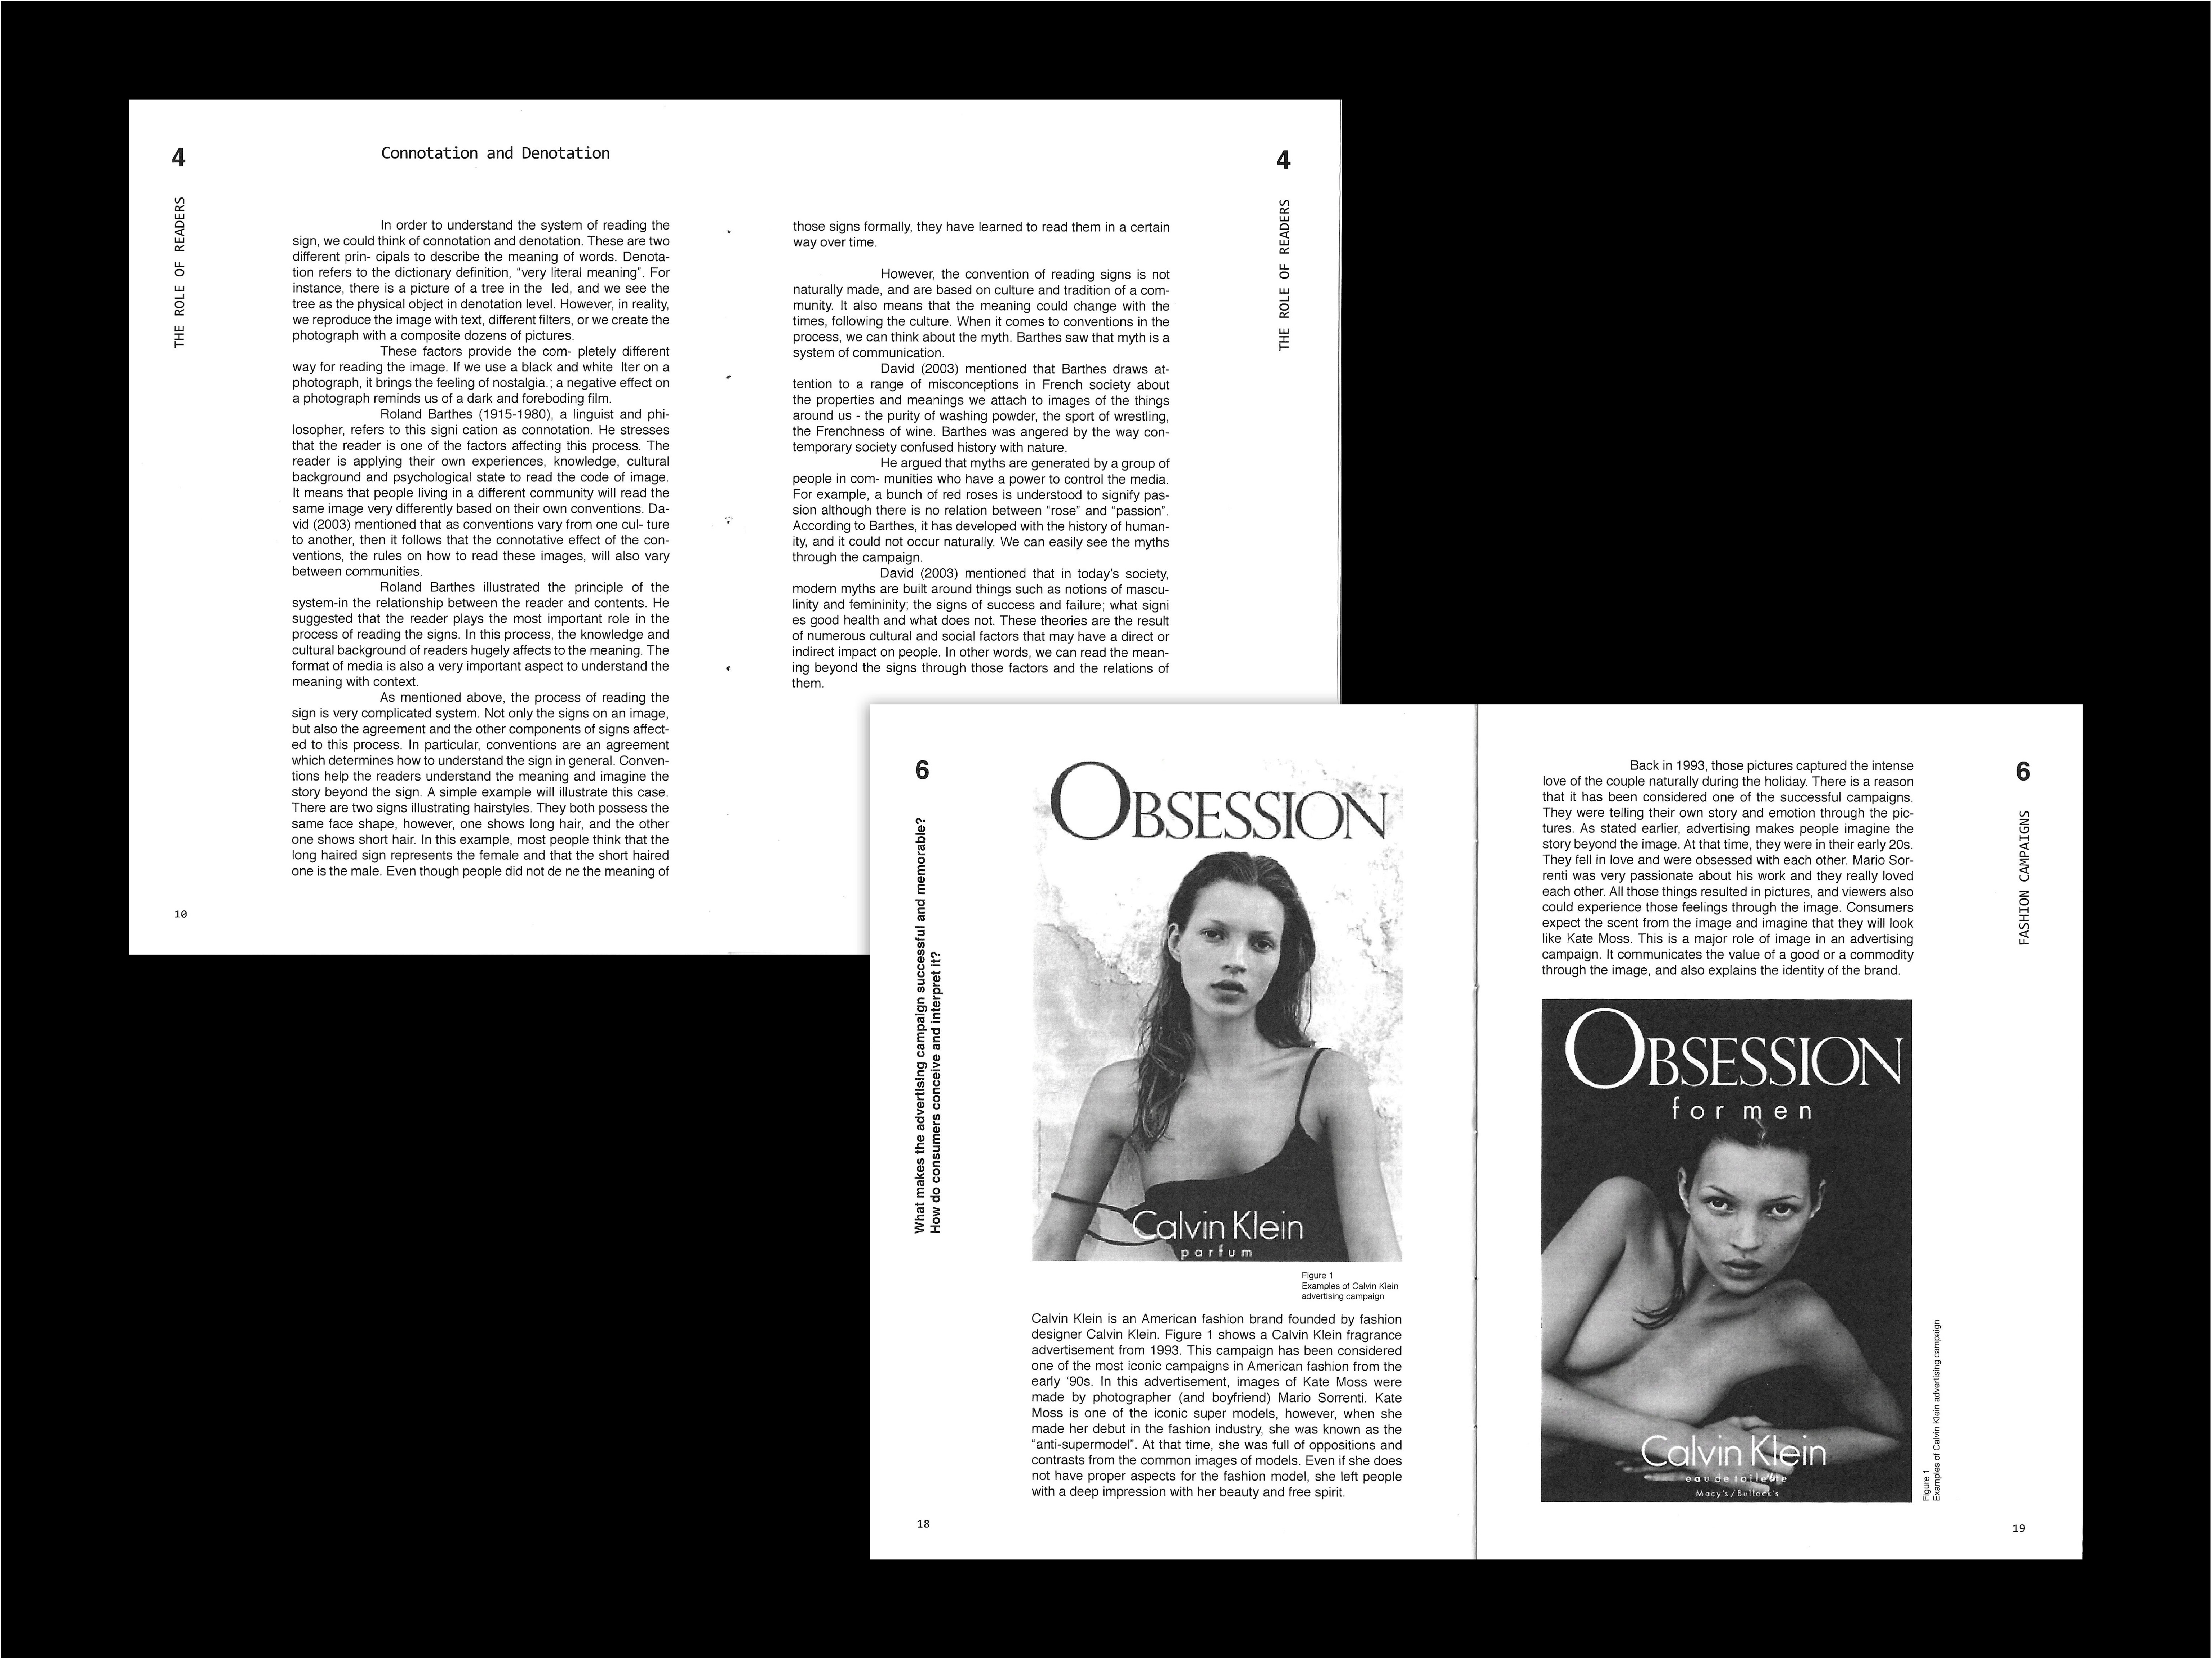 4
THE ROLE OF READERS
Connotation and Denotation
In order to understand the system of reading the
sign, we could think of connotation and denotation. These are two
different prin- cipals to describe the meaning of words. Denota-
tion refers to the dictionary definition, “very literal meaning”. For
instance, there is a picture of a tree in the led, and we see the
tree as the physical object in denotation level. However, in reality,
we reproduce the image with text, different filters, or we create the
photograph with a composite dozens of pictures.
These factors provide the com- pletely different
way for reading the image. If we use a black and white lter on a
photograph, it brings the feeling of nostalgia.; a negative effect on
a photograph reminds us of a dark and foreboding film.
Roland Barthes (1915-1980), a linguist and phi-
losopher, refers to this signi cation as connotation. He stresses
that the reader is one of the factors affecting this process. The
reader is applying their own experiences, knowledge, cultural
background and psychological state to read the code of image.
It means that people living in a different community will read the
same image very differently based on their own conventions. Da-
vid (2003) mentioned that as conventions vary from one cul- ture
to another, then it follows that the connotative effect of the con-
ventions, the rules on how to read these images, will also vary
between communities.
Roland Barthes illustrated the principle of the
system-in the relationship between the reader and contents. He
suggested that the reader plays the most important role in the
process of reading the signs. In this process, the knowledge and
cultural background of readers hugely affects to the meaning. The
format of media is also a very important aspect to understand the
meaning with context.
As mentioned above, the process of reading the
sign is very complicated system. Not only the signs on an image,
but also the agreement and the other components of signs affect-
ed to this process. In particular, conventions are an agreement
which determines how to understand the sign in general. Conven-
tions help the readers understand the meaning and imagine the
story beyond the sign. A simple example will illustrate this case.
There are two signs illustrating hairstyles. They both possess the
same face shape, however, one shows long hair, and the other
one shows short hair. In this example, most people think that the
long haired sign represents the female and that the short haired
one is the male. Even though people did not de ne the meaning of
10
those signs formally, they have learned to read them in a certain
way over time.
However, the convention of reading signs is not
naturally made, and are based on culture and tradition of a com-
munity. It also means that the meaning could change with the
times, following the culture. When it comes to conventions in the
process, we can think about the myth. Barthes saw that myth is a
system of communication.
David (2003) mentioned that Barthes draws at-
tention to a range of misconceptions in French society about
the properties and meanings we attach to images of the things
around us - the purity of washing powder, the sport of wrestling,
the Frenchness of wine. Barthes was angered by the way con-
temporary society confused history with nature.
He argued that myths are generated by a group of
people in com- munities who have a power to control the media.
For example, a bunch of red roses is understood to signify pas-
sion although there is no relation between “rose” and “passion”.
According to Barthes, it has developed with the history of human-
ity, and it could not occur naturally. We can easily see the myths
through the campaign.
David (2003) mentioned that in today’s society,
modern myths are built around things such as notions of mascu-
linity and femininity; the signs of success and failure; what signi
es good health and what does not. These theories are the result
of numerous cultural and social factors that may have a direct or
indirect impact on people. In other words, we can read the mean-
ing beyond the signs through those factors and the relations of
them.
4
THE ROLE OF READERS
6
What makes the advertising campaign successful and memorable?
How do consumers conceive and interpret it?
OBSESSION
Calvin Klein
parfum
Figure 1
Examples of Calvin Klein
advertising campaign
Calvin Klein is an American fashion brand founded by fashion
designer Calvin Klein. Figure 1 shows a Calvin Klein fragrance
advertisement from 1993. This campaign has been considered
one of the most iconic campaigns in American fashion from the
early ‘90s. In this advertisement, images of Kate Moss were
made by photographer (and boyfriend) Mario Sorrenti. Kate
Moss is one of the iconic super models, however, when she
made her debut in the fashion industry, she was known as the
“anti-supermodel”. At that time, she was full of oppositions and
contrasts from the common images of models. Even if she does
not have proper aspects for the fashion model, she left people
with a deep impression with her beauty and free spirit.
18
Back in 1993, those pictures captured the intense
love of the couple naturally during the holiday. There is a reason
that it has been considered one of the successful campaigns.
They were telling their own story and emotion through the pic-
tures. As stated earlier, advertising makes people imagine the
story beyond the image. At that time, they were in their early 20s.
They fell in love and were obsessed with each other. Mario Sor-
renti was very passionate about his work and they really loved
each other. All those things resulted in pictures, and viewers also
could experience those feelings through the image. Consumers
expect the scent from the image and imagine that they will look
like Kate Moss. This is a major role of image in an advertising
campaign. It communicates the value of a good or a commodity
through the image, and also explains the identity of the brand.
OBSESSION
for men
Calvin Klein
eau de toilette
Macy's/Bullock's
Figure 1
Examples of Calvin Klein advertising campaign
6
FASHION CAMPAIGNS
19